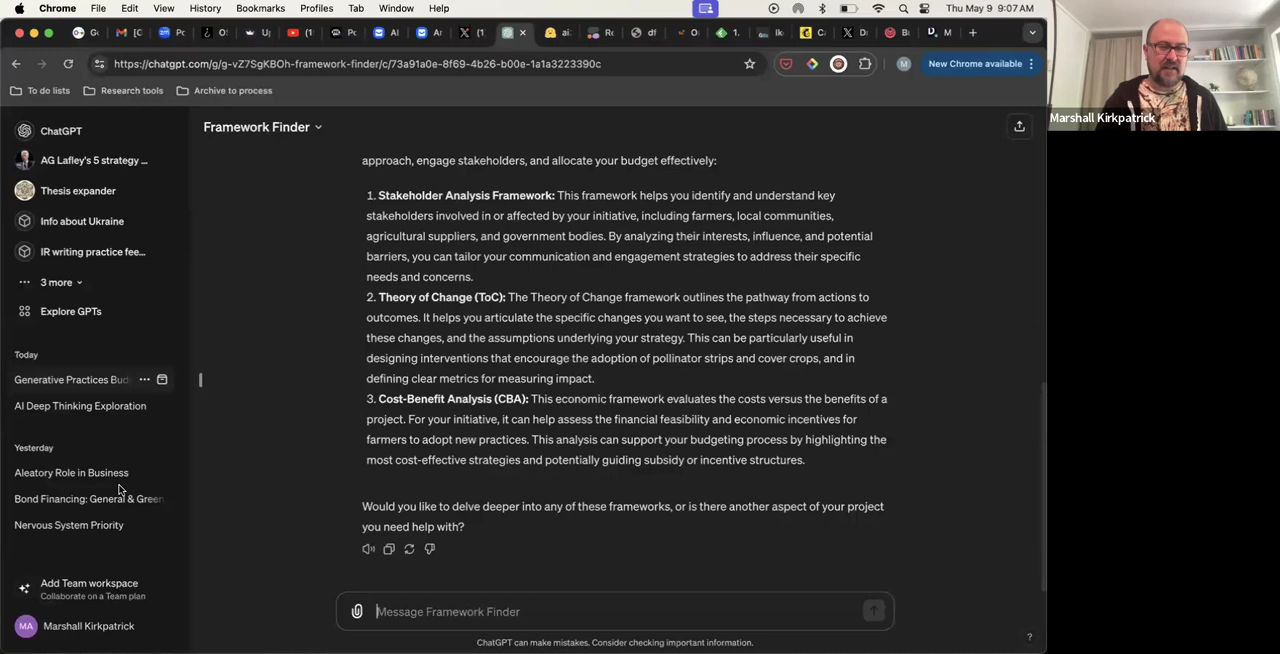 Chrome File Edit View History Bookmarks Profiles Tab Window Help Thu May 9 9:07 AM
https://chatgpt.com/g/g-vZ7SgKBOh-framework-finder/c/73a91a0e-8f69-4b26-b00e-1a1a3223390c
M
New Chrome available
To do lists Research tools Archive to process
Marshall Kirkpatrick
ChatGPT
AG Lafley's 5 strategy ...
Thesis expander
Info about Ukraine
IR writing practice fee...
3 more
Explore GPTs
Today
Generative Practices Bud
AI Deep Thinking Exploration
Yesterday
Aleatory Role in Business
Bond Financing: General & Green
Nervous System Priority
Add Team workspace
Collaborate on a Team plan
MA Marshall Kirkpatrick
Framework Finder
approach, engage stakeholders, and allocate your budget effectively:
1. Stakeholder Analysis Framework: This framework helps you identify and understand key
stakeholders involved in or affected by your initiative, including farmers, local communities,
agricultural suppliers, and government bodies. By analyzing their interests, influence, and potential
barriers, you can tailor your communication and engagement strategies to address their specific
needs and concerns.
2. Theory of Change (ToC): The Theory of Change framework outlines the pathway from actions to
outcomes. It helps you articulate the specific changes you want to see, the steps necessary to achieve
these changes, and the assumptions underlying your strategy. This can be particularly useful in
designing interventions that encourage the adoption of pollinator strips and cover crops, and in
defining clear metrics for measuring impact.
3. Cost-Benefit Analysis (CBA): This economic framework evaluates the costs versus the benefits of a
project. For your initiative, it can help assess the financial feasibility and economic incentives for
farmers to adopt new practices. This analysis can support your budgeting process by highlighting the
most cost-effective strategies and potentially guiding subsidy or incentive structures.
Would you like to delve deeper into any of these frameworks, or is there another aspect of your project
you need help with?
Message Framework Finder
ChatGPT can make mistakes. Consider checking important information.
?